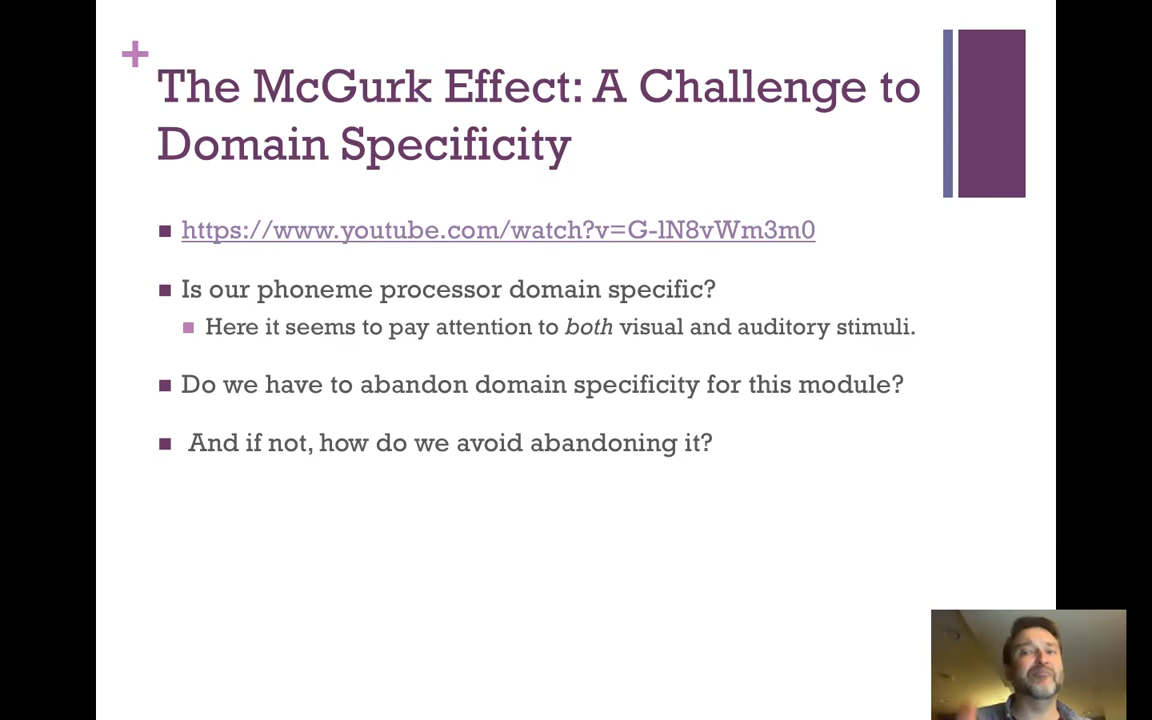 The McGurk Effect: A Challenge to
Domain Specificity
https://www.youtube.com/watch?v=G-lN8vWm3m0
Is our phoneme processor domain specific?
Here it seems to pay attention to both visual and auditory stimuli.
Do we have to abandon domain specificity for this module?
And if not, how do we avoid abandoning it?